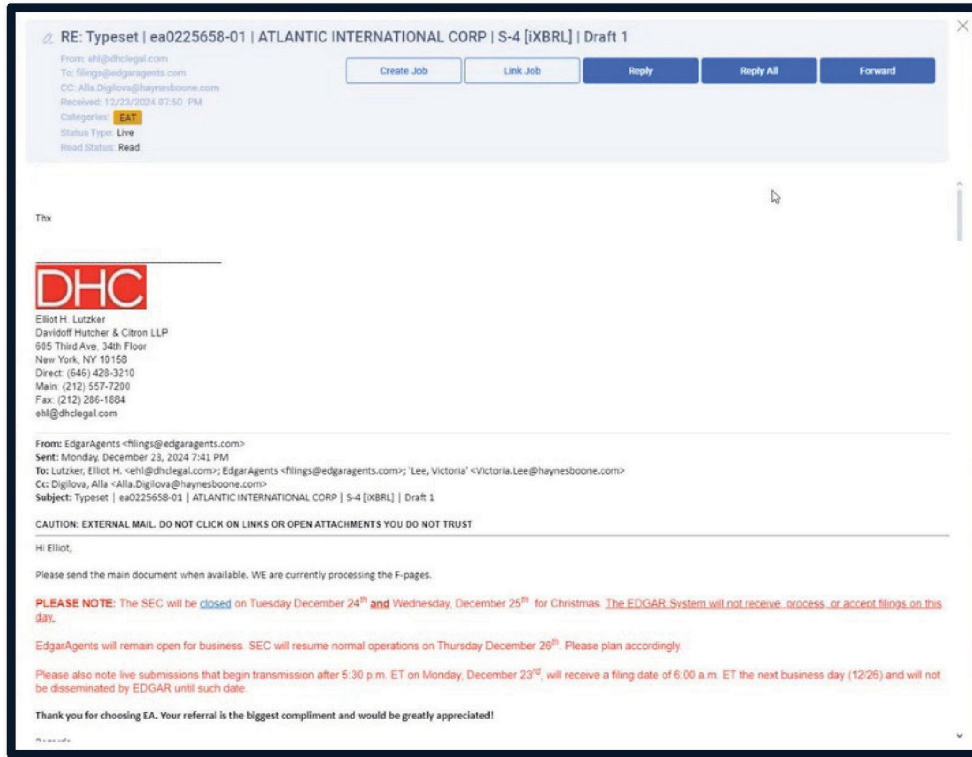 RE: Typeset | ea0225658-01 | ATLANTIC INTERNATIONAL CORP | S-4 [iXBRL] | Draft 1
From: ehl@dhclegal.com
To: filings@edgaragents.com
CC: Alla.Digilova@haynesboone.com
Received: 12/23/2024 07:50 PM
Categories: EAT
Status Type: Live
Read Status: Read
Create Job
Link Job
Reply
Reply All
Forward
Thx
DHC
Elliot H. Lutzker
Davidoff Hutcher & Citron LLP
605 Third Ave, 34th Floor
New York, NY 10158
Direct: (646) 428-3210
Main: (212) 557-7200
Fax: (212) 286-1884
ehl@dhclegal.com
From: EdgarAgents <filings@edgaragents.com>
Sent: Monday, December 23, 2024 7:41 PM
To: Lutzker, Elliot H. <ehl@dhclegal.com>; EdgarAgents <filings@edgaragents.com>; 'Lee, Victoria' <Victoria.Lee@haynesboone.com>
Cc: Digilova, Alla <Alla.Digilova@haynesboone.com>
Subject: Typeset | ea0225658-01 | ATLANTIC INTERNATIONAL CORP | S-4 [iXBRL] | Draft 1
CAUTION: EXTERNAL MAIL. DO NOT CLICK ON LINKS OR OPEN ATTACHMENTS YOU DO NOT TRUST
Hi Elliot,
Please send the main document when available. WE are currently processing the F-pages.
PLEASE NOTE: The SEC will be closed on Tuesday December 24th and Wednesday, December 25th for Christmas. The EDGAR System will not receive, process, or accept filings on this
day.
EdgarAgents will remain open for business. SEC will resume normal operations on Thursday December 26th. Please plan accordingly.
Please also note live submissions that begin transmission after 5:30 p.m. ET on Monday, December 23rd, will receive a filing date of 6:00 a.m. ET the next business day (12/26) and will not
be disseminated by EDGAR until such date.
Thank you for choosing EA. Your referral is the biggest compliment and would be greatly appreciated!